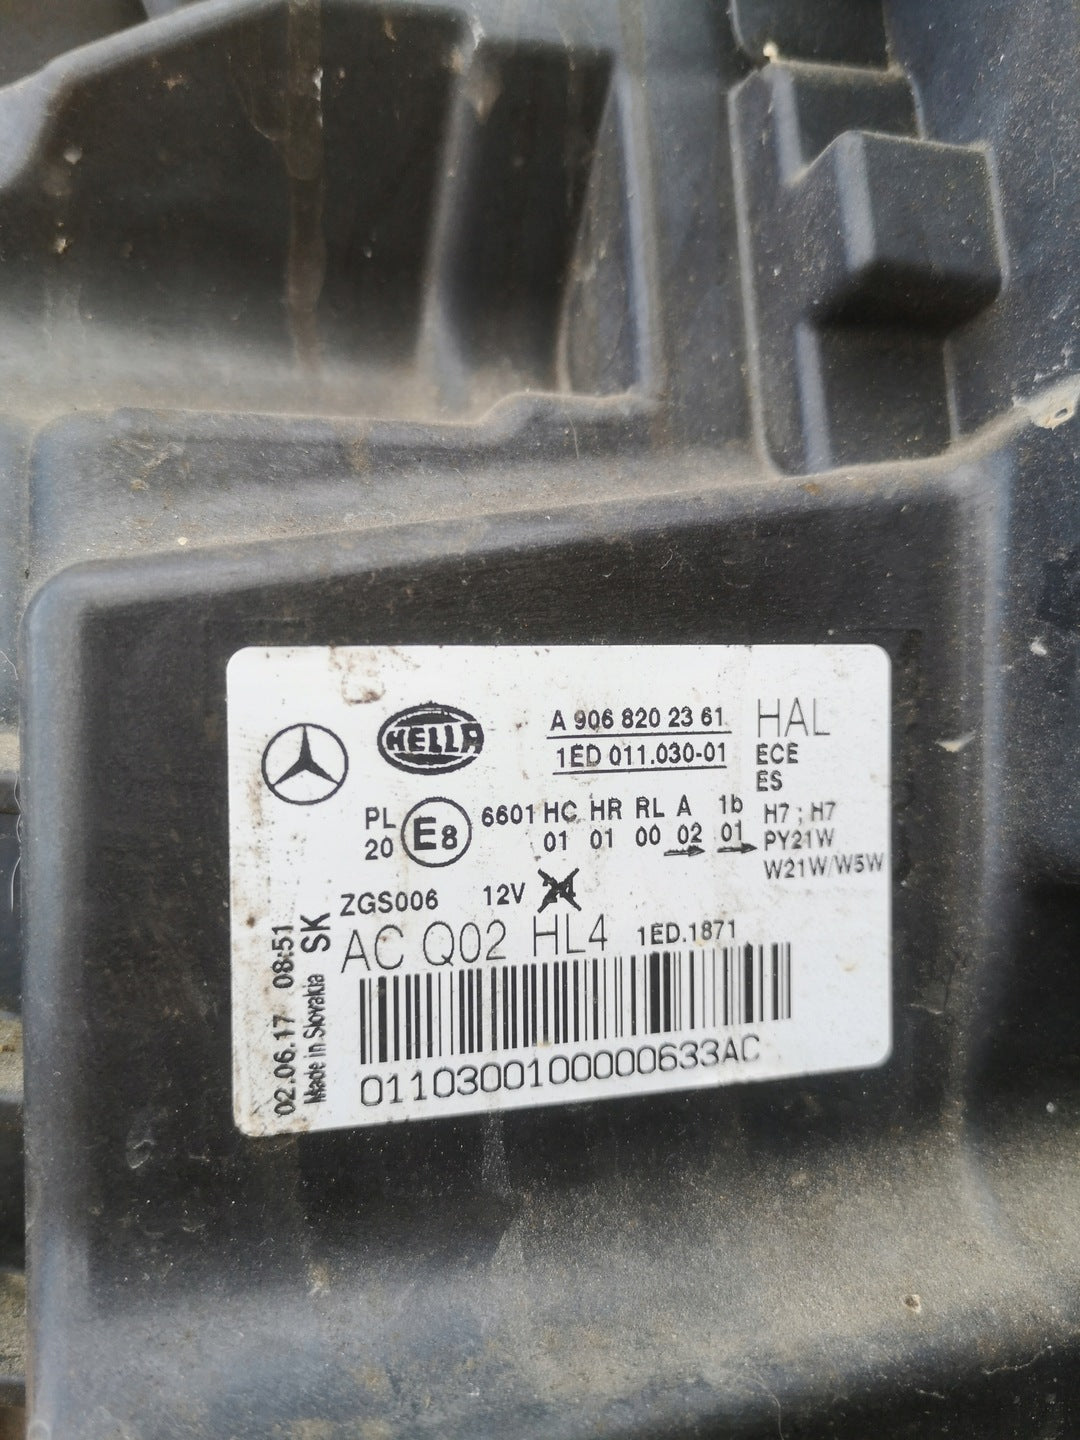 HELLA
A 906 820 23 61
HAL
1ED 011.030-01
ECE
ES
PL
20
E8
6601 HC HR RL A 1b
01 01 00 02 01
H7 ; H7
PY21W
W21W/W5W
ZGS006 12V 24
AC Q02 HL4 1ED.1871
0110300100000633AC
02.06.17 08:51
Made in Slovakia SK